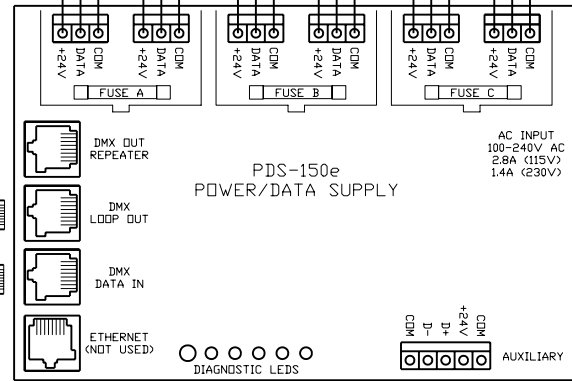 +24V DATA COM +24V DATA COM +24V DATA COM +24V DATA COM +24V DATA COM +24V DATA COM
FUSE A FUSE B FUSE C
DMX OUT
REPEATER
AC INPUT
100-240V AC
2.8A (115V)
1.4A (230V)
PDS-150e
POWER/DATA SUPPLY
DMX
LOOP OUT
DMX
DATA IN
ETHERNET
(NOT USED)
DIAGNOSTIC LEDS
COM D- D+ +24V COM
AUXILIARY